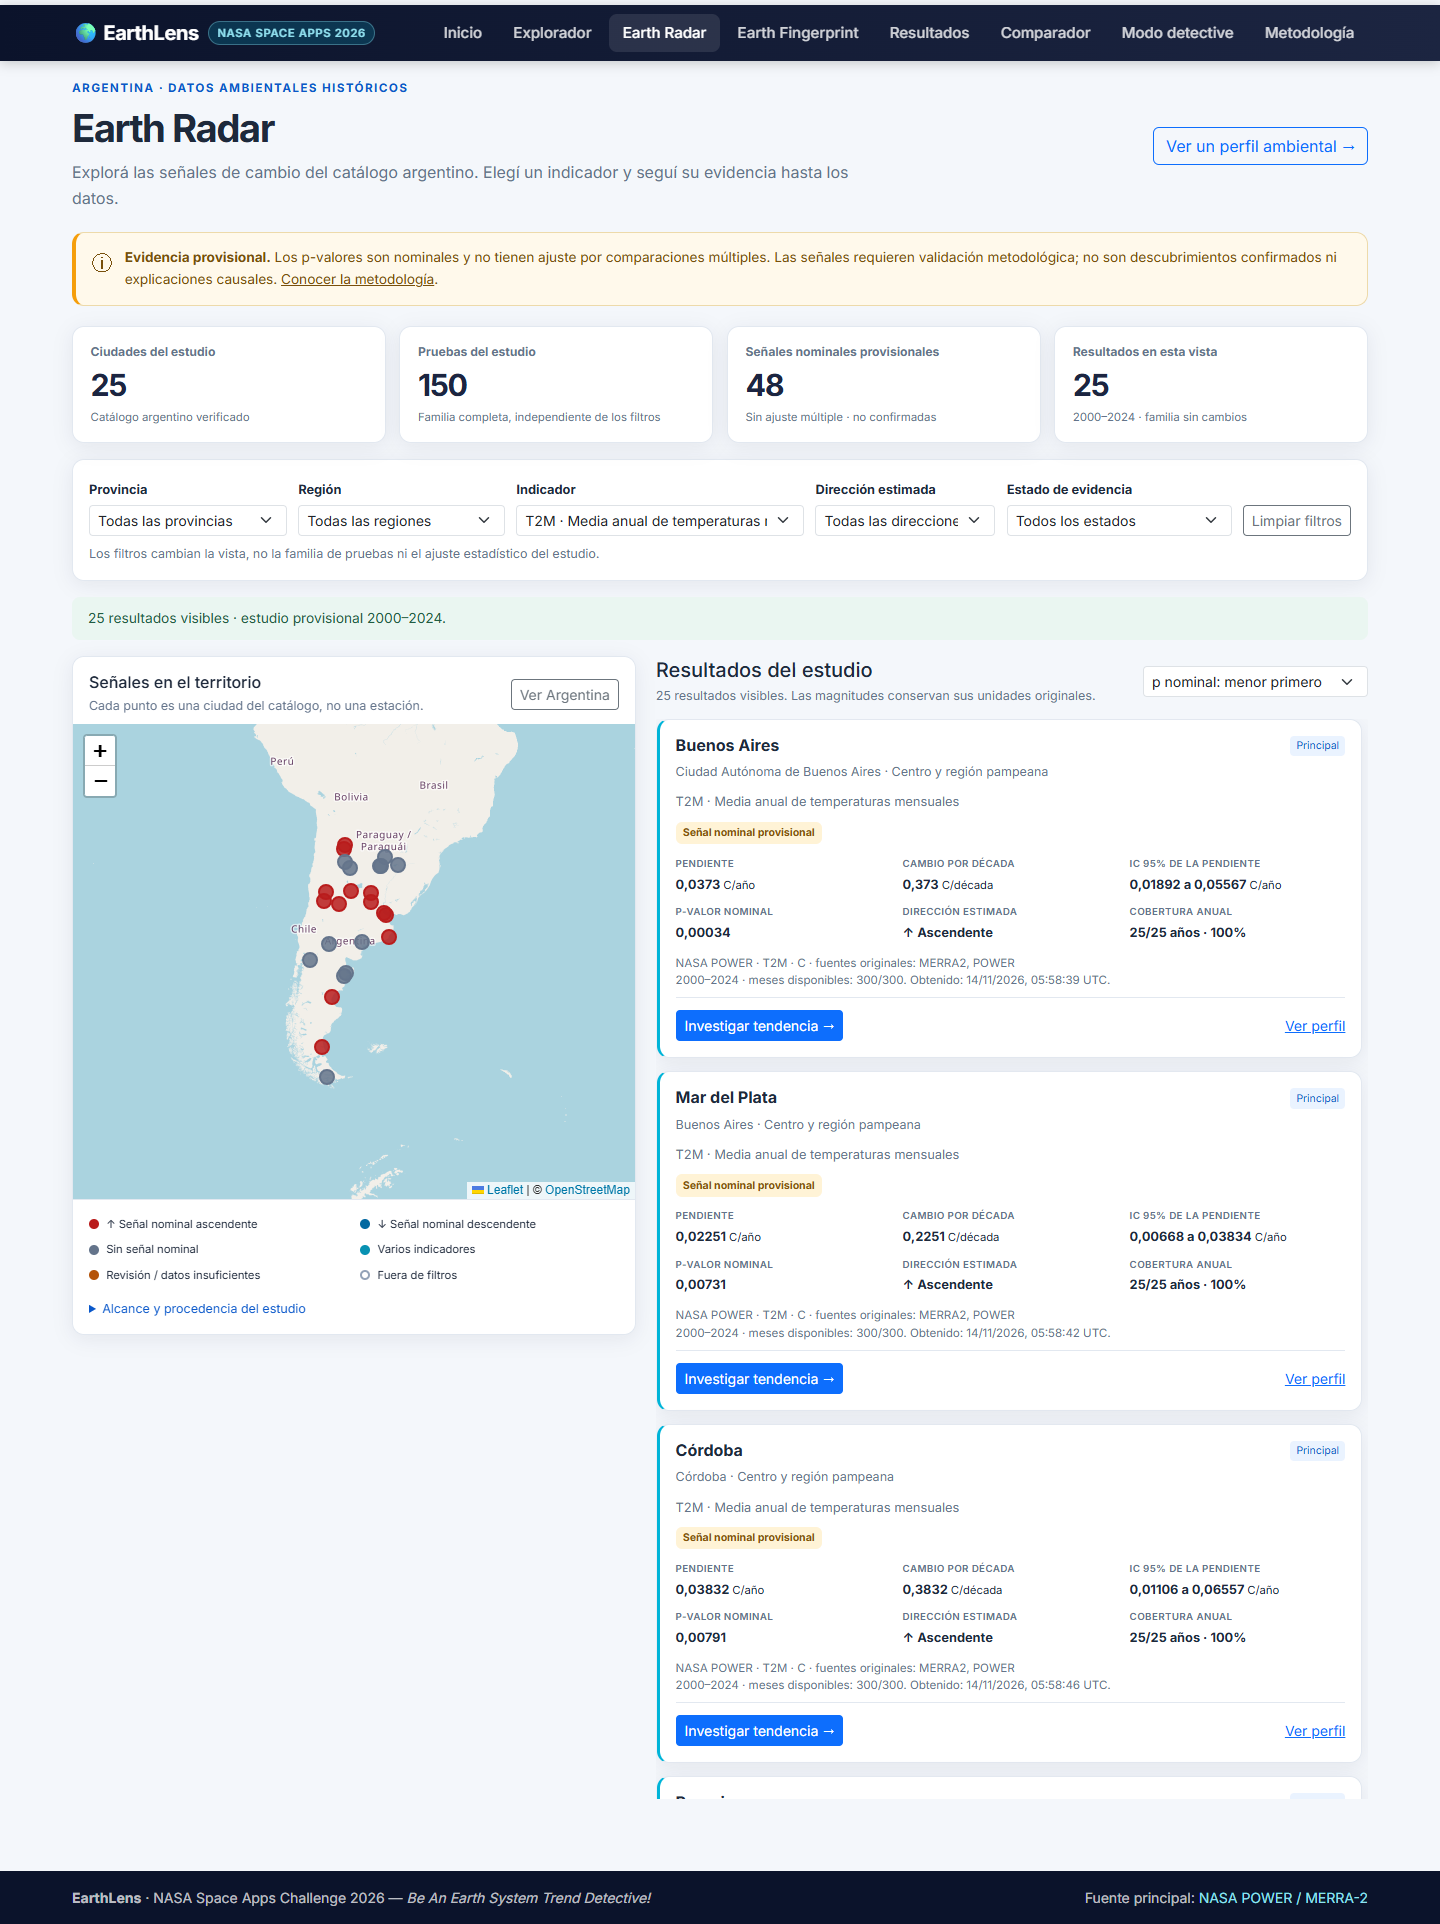 EarthLens NASA SPACE APPS 2026 Inicio Explorador Earth Radar Earth Fingerprint Resultados Comparador Modo detective Metodología
ARGENTINA · DATOS AMBIENTALES HISTÓRICOS
Earth Radar
Ver un perfil ambiental →
Explorá las señales de cambio del catálogo argentino. Elegí un indicador y seguí su evidencia hasta los
datos.
Evidencia provisional. Los p-valores son nominales y no tienen ajuste por comparaciones múltiples. Las señales requieren validación metodológica; no son descubrimientos confirmados ni
explicaciones causales. Conocer la metodología.
Ciudades del estudio
25
Catálogo argentino verificado
Pruebas del estudio
150
Familia completa, independiente de los filtros
Señales nominales provisionales
48
Sin ajuste múltiple · no confirmadas
Resultados en esta vista
25
2000–2024 · familia sin cambios
Provincia
Todas las provincias
Región
Todas las regiones
Indicador
T2M · Media anual de temperaturas
Dirección estimada
Todas las direccione
Estado de evidencia
Todos los estados
Limpiar filtros
Los filtros cambian la vista, no la familia de pruebas ni el ajuste estadístico del estudio.
25 resultados visibles · estudio provisional 2000–2024.
Señales en el territorio
Cada punto es una ciudad del catálogo, no una estación.
Ver Argentina
+
−
Perú
Brasil
Bolivia
Paraguay /
Paraguái
Chile
Argentina
Leaflet | © OpenStreetMap
↑ Señal nominal ascendente
↓ Señal nominal descendente
Sin señal nominal
Varios indicadores
Revisión / datos insuficientes
Fuera de filtros
Alcance y procedencia del estudio
Resultados del estudio
25 resultados visibles. Las magnitudes conservan sus unidades originales.
p nominal: menor primero
Buenos Aires
Principal
Ciudad Autónoma de Buenos Aires · Centro y región pampeana
T2M · Media anual de temperaturas mensuales
Señal nominal provisional
PENDIENTE CAMBIO POR DÉCADA IC 95% DE LA PENDIENTE
0,0373 C/año 0,373 C/década 0,01892 a 0,05567 C/año
P-VALOR NOMINAL DIRECCIÓN ESTIMADA COBERTURA ANUAL
0,00034 ↑ Ascendente 25/25 años · 100%
NASA POWER · T2M · C · fuentes originales: MERRA2, POWER
2000–2024 · meses disponibles: 300/300. Obtenido: 14/11/2026, 05:58:39 UTC.
Investigar tendencia → Ver perfil
Mar del Plata
Principal
Buenos Aires · Centro y región pampeana
T2M · Media anual de temperaturas mensuales
Señal nominal provisional
PENDIENTE CAMBIO POR DÉCADA IC 95% DE LA PENDIENTE
0,02251 C/año 0,2251 C/década 0,00668 a 0,03834 C/año
P-VALOR NOMINAL DIRECCIÓN ESTIMADA COBERTURA ANUAL
0,00731 ↑ Ascendente 25/25 años · 100%
NASA POWER · T2M · C · fuentes originales: MERRA2, POWER
2000–2024 · meses disponibles: 300/300. Obtenido: 14/11/2026, 05:58:42 UTC.
Investigar tendencia → Ver perfil
Córdoba
Principal
Córdoba · Centro y región pampeana
T2M · Media anual de temperaturas mensuales
Señal nominal provisional
PENDIENTE CAMBIO POR DÉCADA IC 95% DE LA PENDIENTE
0,03832 C/año 0,3832 C/década 0,01106 a 0,06557 C/año
P-VALOR NOMINAL DIRECCIÓN ESTIMADA COBERTURA ANUAL
0,00791 ↑ Ascendente 25/25 años · 100%
NASA POWER · T2M · C · fuentes originales: MERRA2, POWER
2000–2024 · meses disponibles: 300/300. Obtenido: 14/11/2026, 05:58:46 UTC.
Investigar tendencia → Ver perfil
EarthLens · NASA Space Apps Challenge 2026 — Be An Earth System Trend Detective!
Fuente principal: NASA POWER / MERRA-2